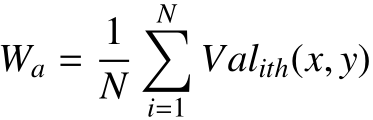 W_a = \frac{1}{N} \sum_{i=1}^{N} Val_{ith}(x, y)